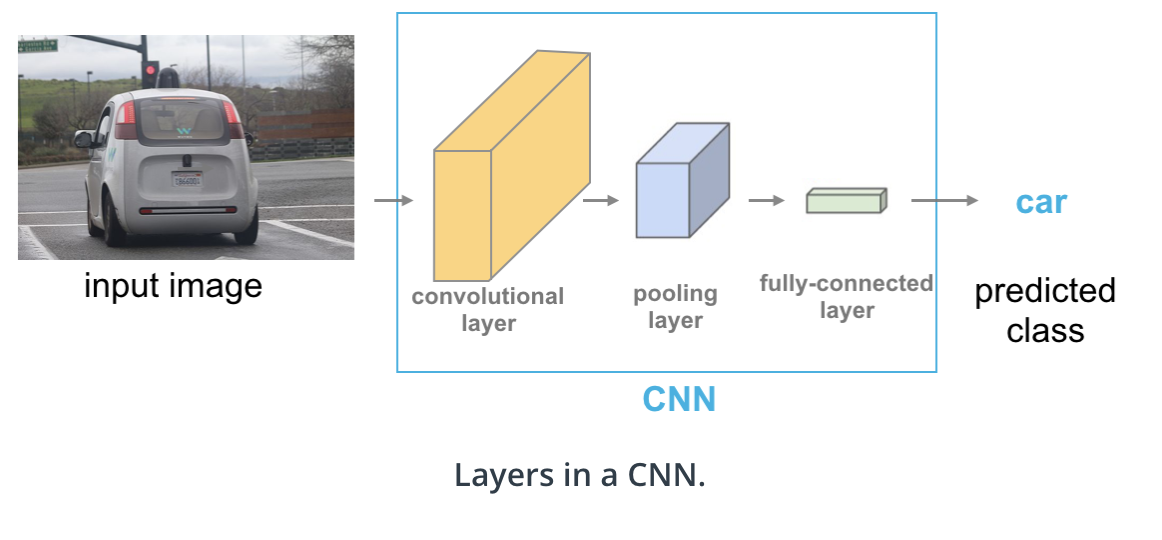 input image
convolutional
layer
pooling
layer
fully-connected
layer
car
predicted
class
CNN
Layers in a CNN.